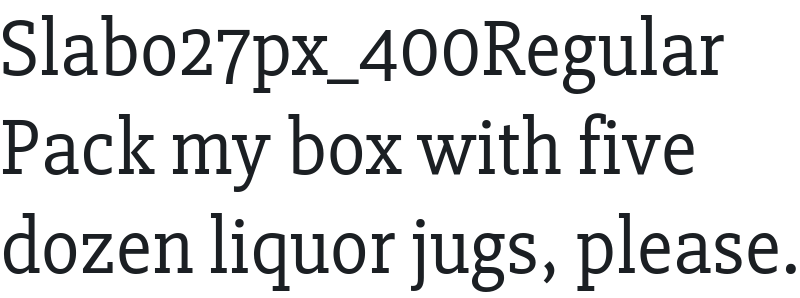 Slabo27px_400Regular
Pack my box with five
dozen liquor jugs, please.